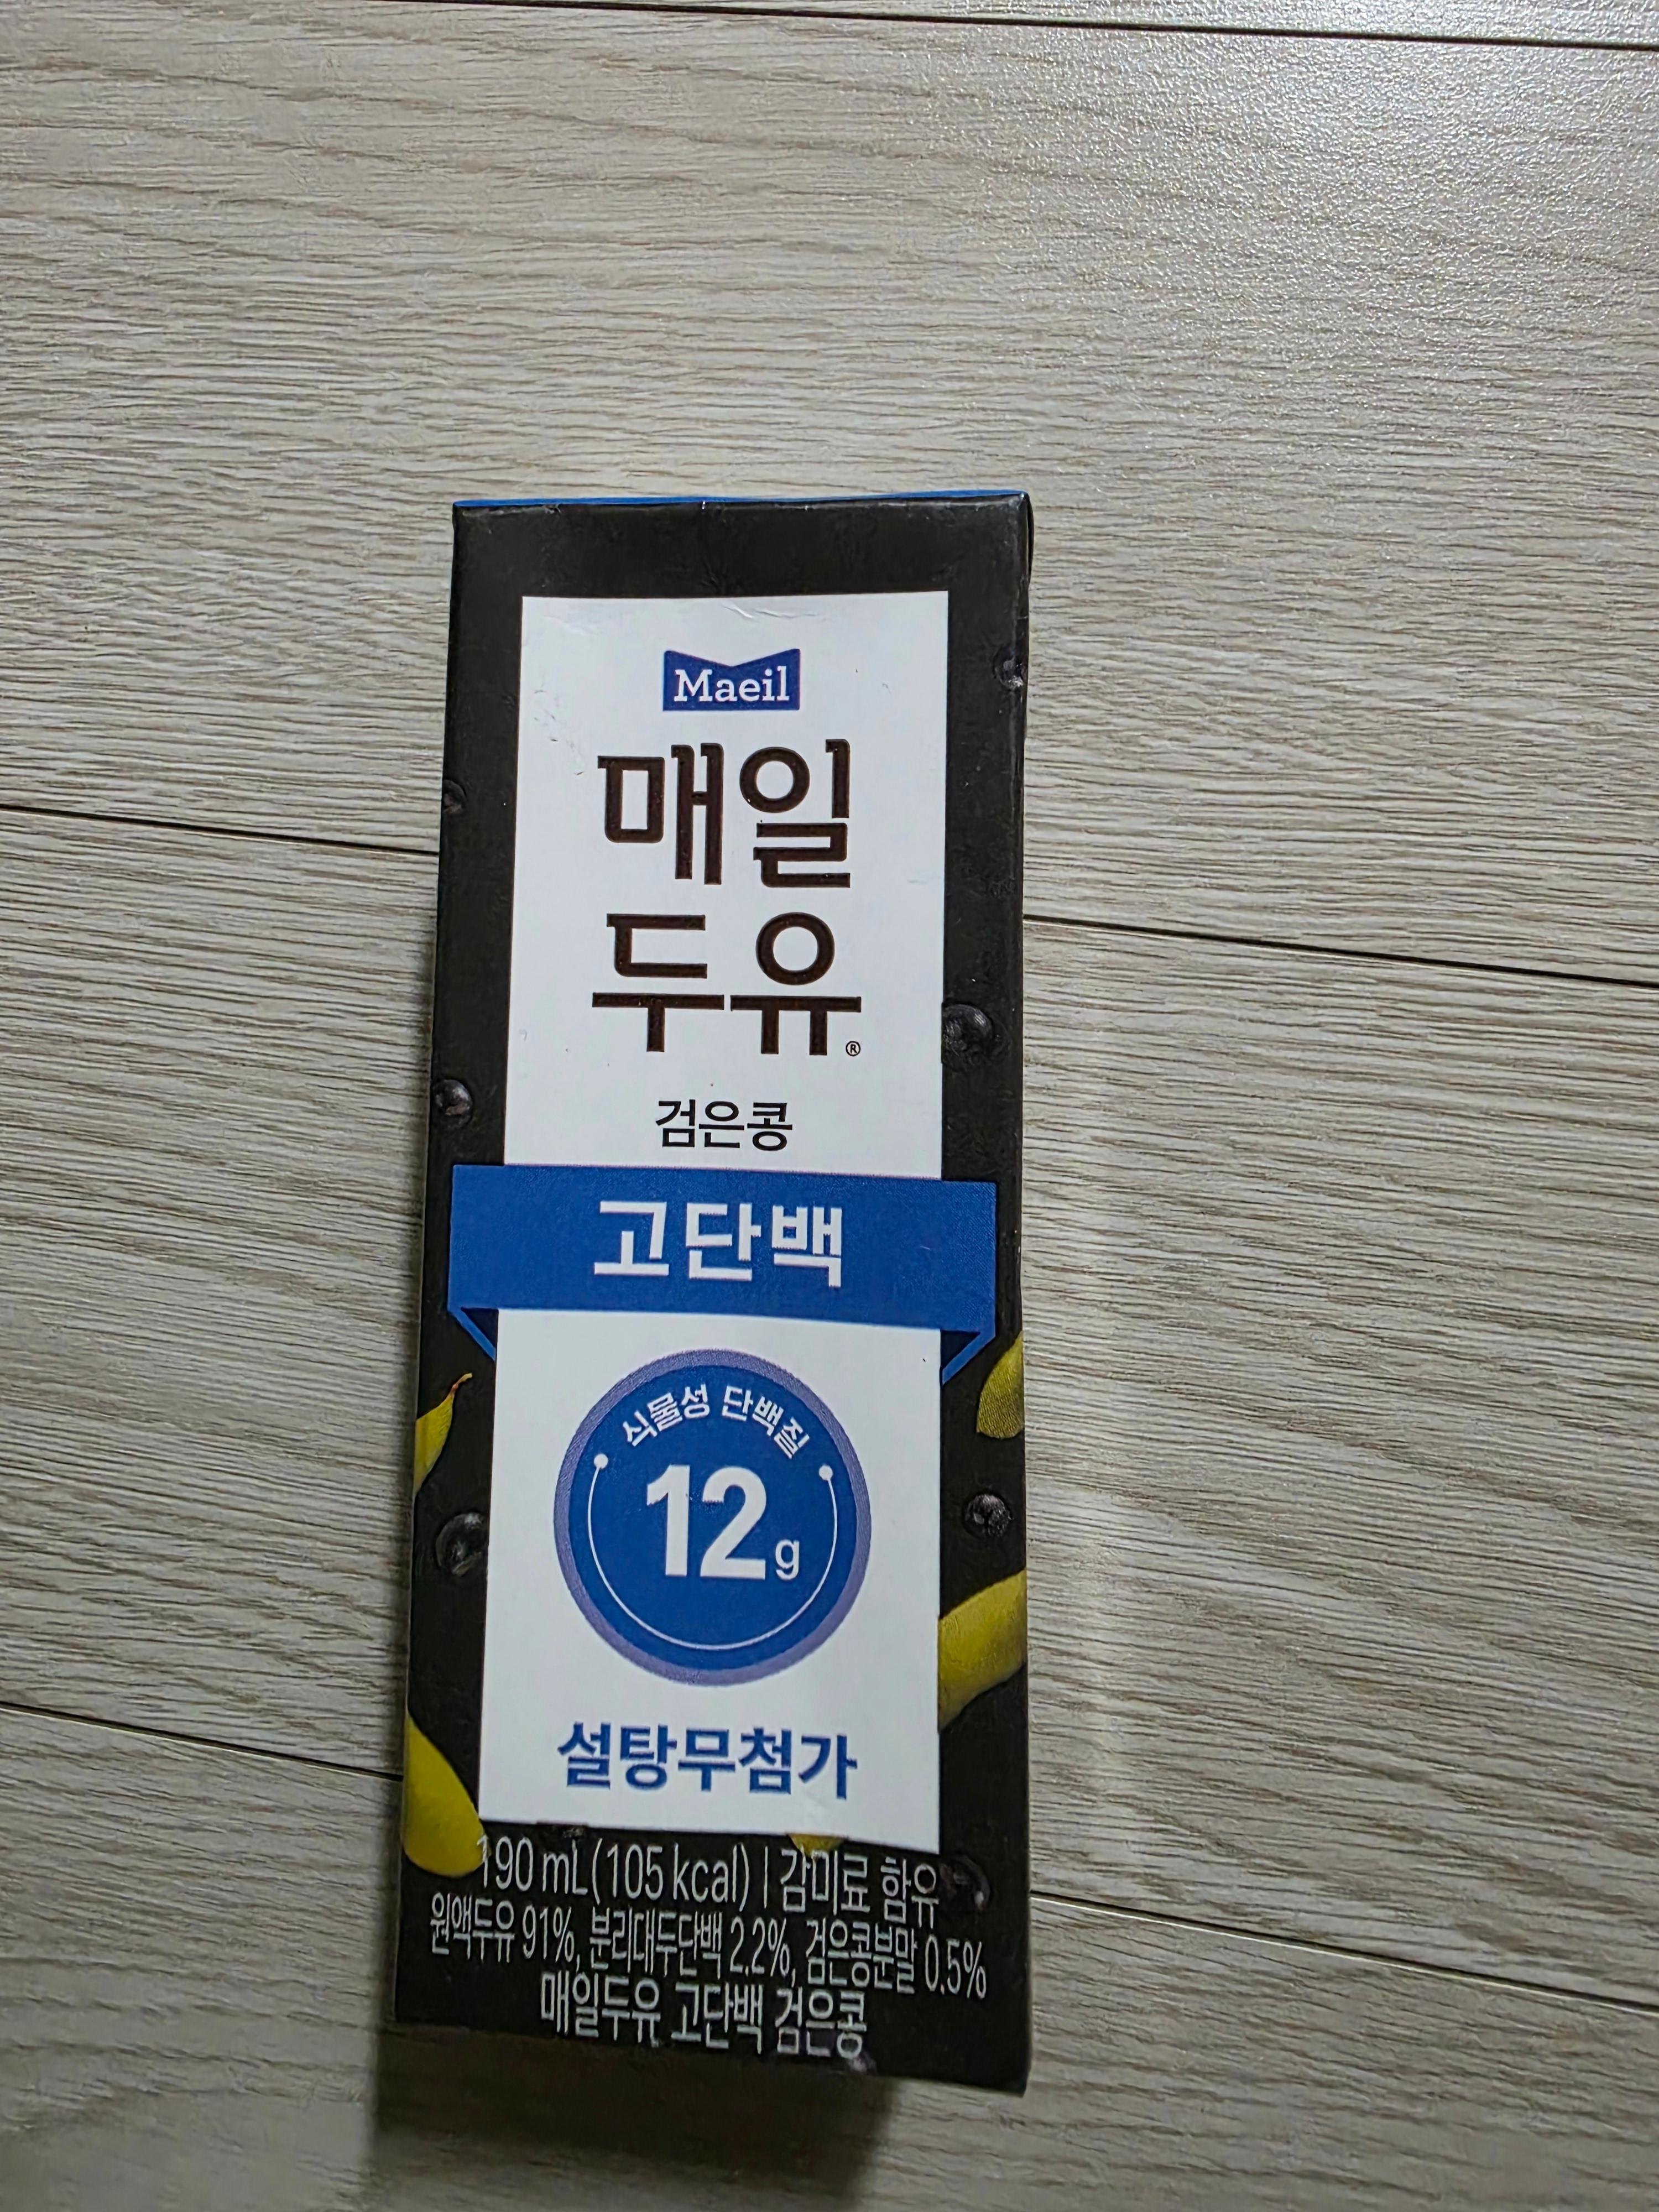 Maeil
매일
두유®
검은콩
고단백
식물성 단백질
12g
설탕무첨가
190 mL(105 kcal) | 감미료 함유
원액두유 91%, 분리대두단백 2.2%, 검은콩분말 0.5%
매일두유 고단백 검은콩